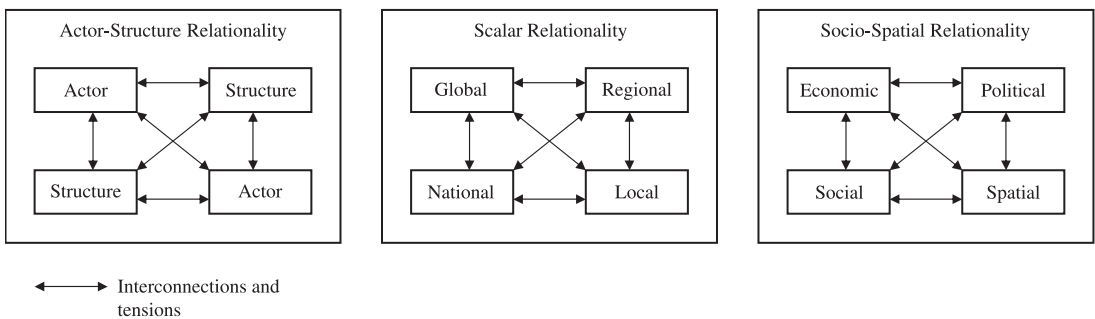 Actor-Structure Relationality
Actor
Structure
Structure
Actor
Scalar Relationality
Global
Regional
National
Local
Socio-Spatial Relationality
Economic
Political
Social
Spatial
Interconnections and
tensions